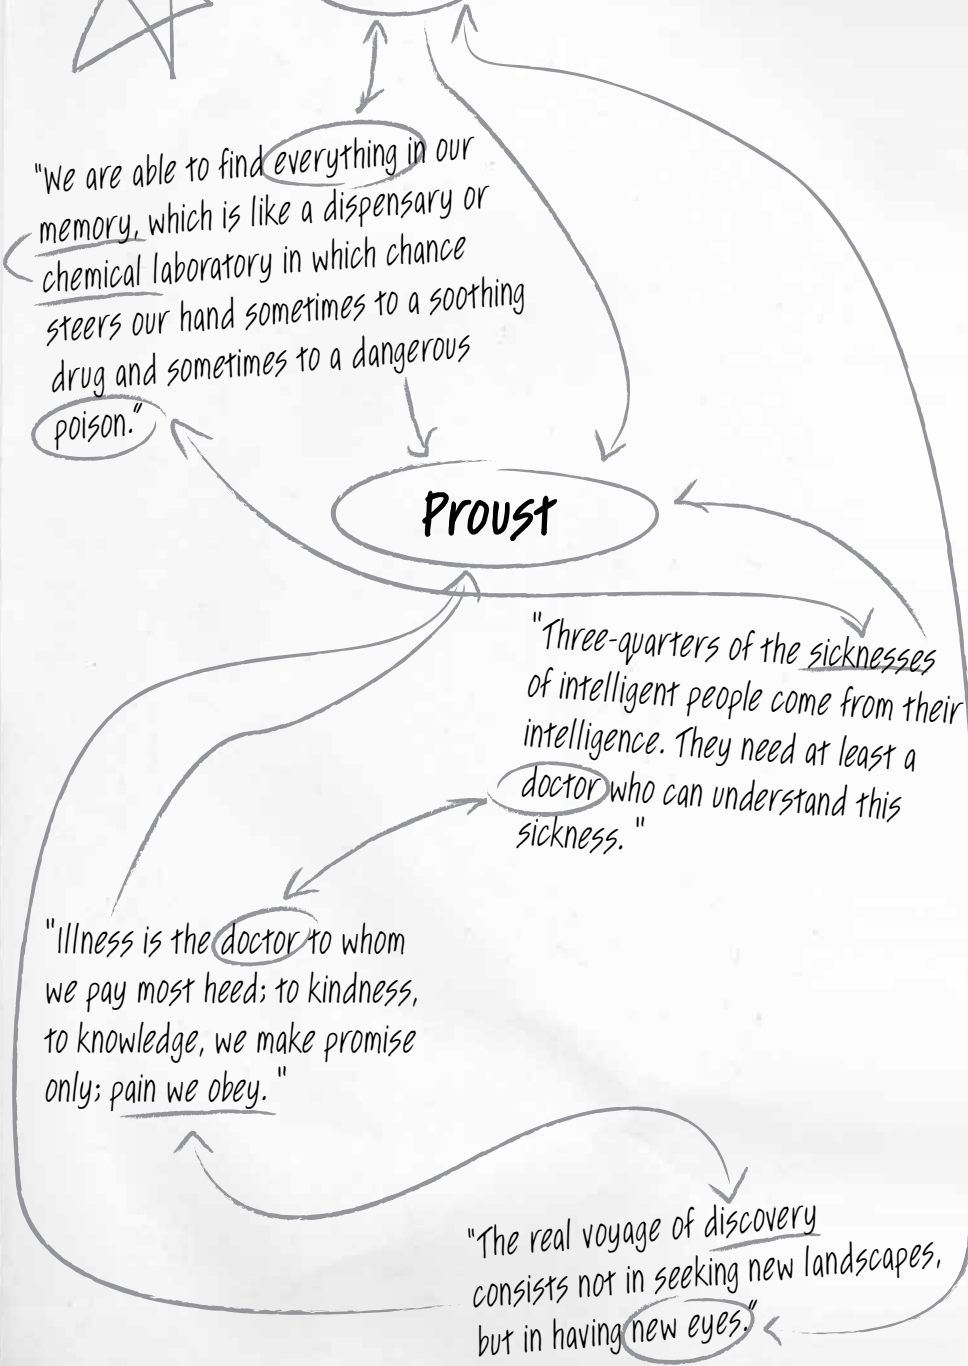 "We are able to find everything in our
memory, which is like a dispensary or
chemical laboratory in which chance
steers our hand sometimes to a soothing
drug and sometimes to a dangerous
poison."
Proust
"Three-quarters of the sicknesses
of intelligent people come from their
intelligence. They need at least a
doctor who can understand this
sickness. "
"Illness is the doctor to whom
we pay most heed; to kindness,
to knowledge, we make promise
only; pain we obey. "
"The real voyage of discovery
consists not in seeking new landscapes,
but in having new eyes."